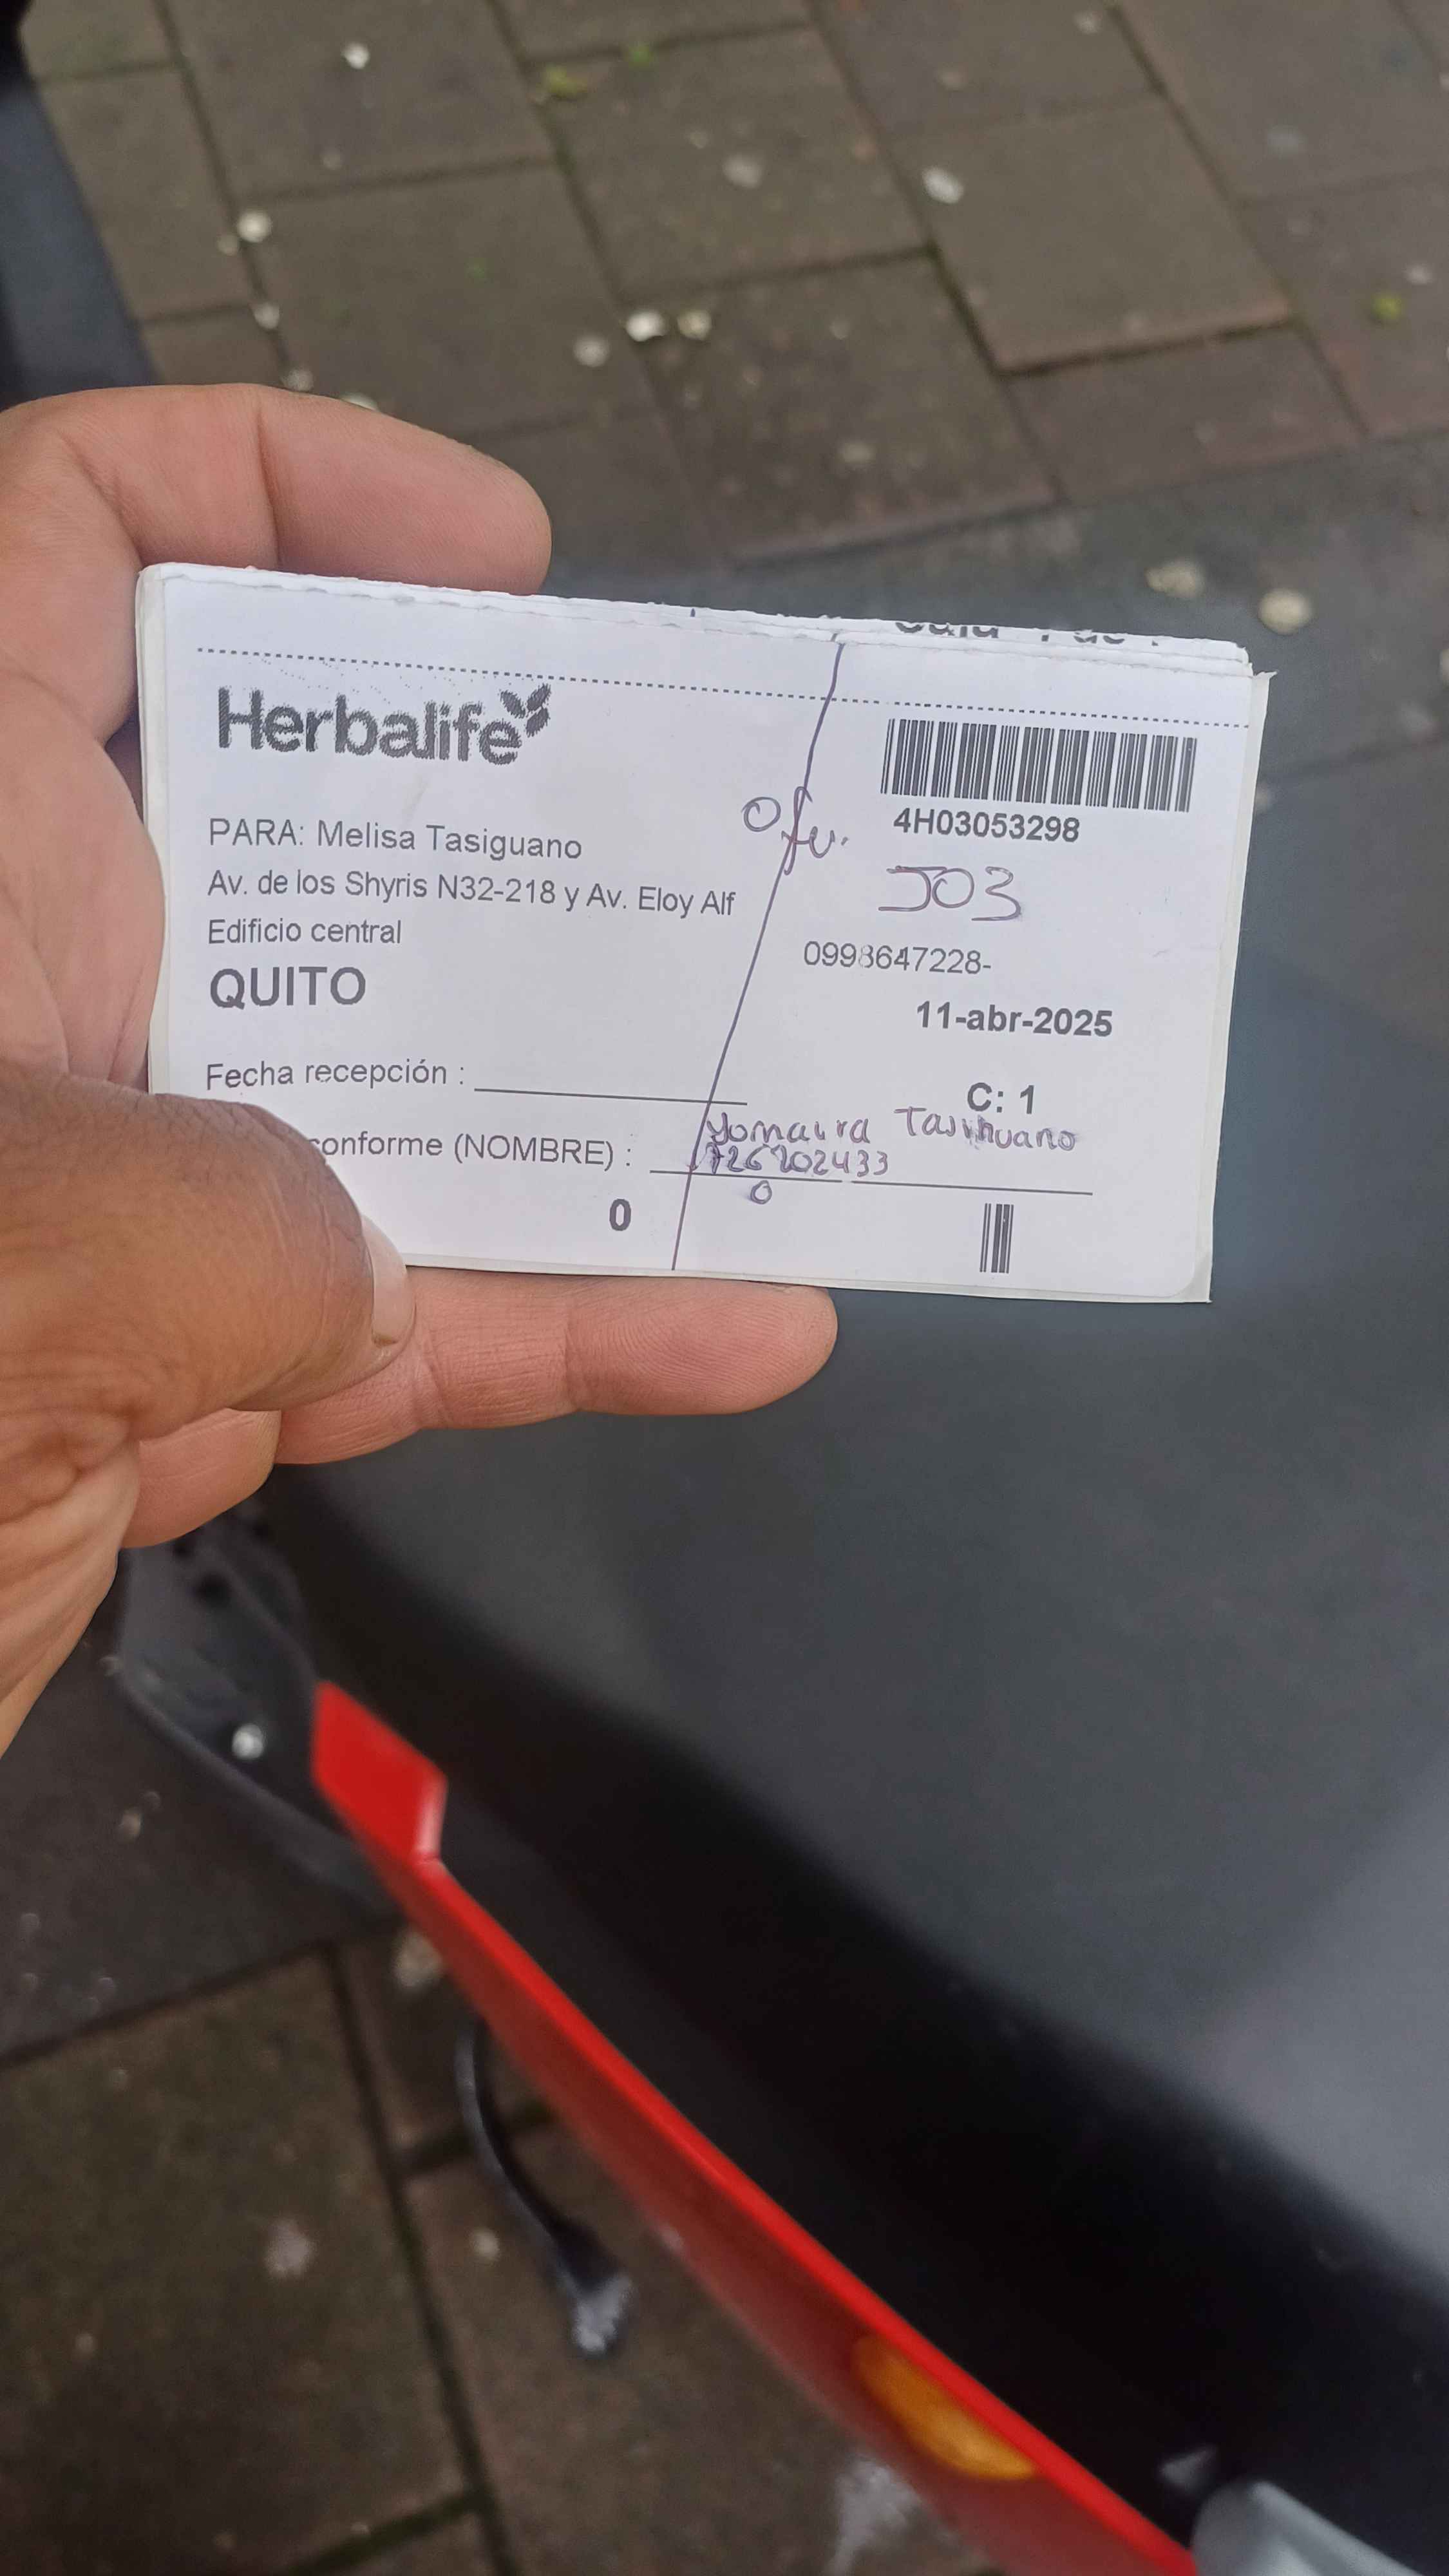 Herbalife
4H03053298
PARA: Melisa Tasiguano
Ofi.
Av. de los Shyris N32-218 y Av. Eloy Alf
J03
Edificio central
0998647228-
QUITO
11-abr-2025
Fecha recepción :
C: 1
conforme (NOMBRE) :
Yomaira Tasihuano
0